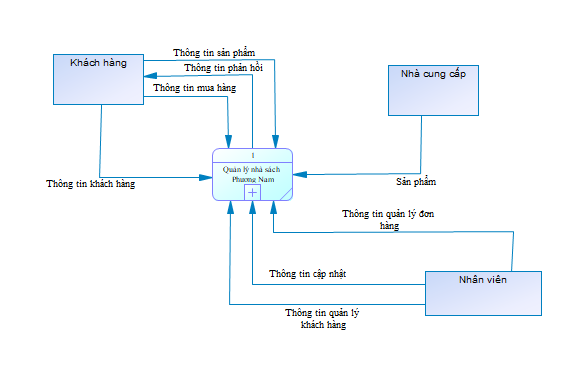 Thông tin sản phẩm
Khách hàng
Thông tin phản hồi
Nhà cung cấp
Thông tin mua hàng
1
Quản lý nhà sách
Phương Nam
Thông tin khách hàng
Sản phẩm
Thông tin quản lý đơn
hàng
Thông tin cập nhật
Nhân viên
Thông tin quản lý
khách hàng